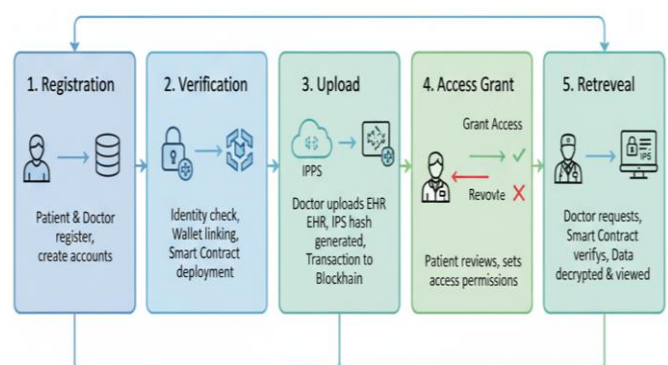 1. Registration
Patient & Doctor
register,
create accounts
2. Verification
Identity check,
Wallet linking,
Smart Contract
deployment
3. Upload
IPPS
Doctor uploads EHR
EHR, IPS hash
generated,
Transaction to
Blockhain
4. Access Grant
Grant Access
Revovte
Patient reviews, sets
access permissions
5. Retreveal
IPS
Doctor requests,
Smart Contract
verifys, Data
decrypted & viewed